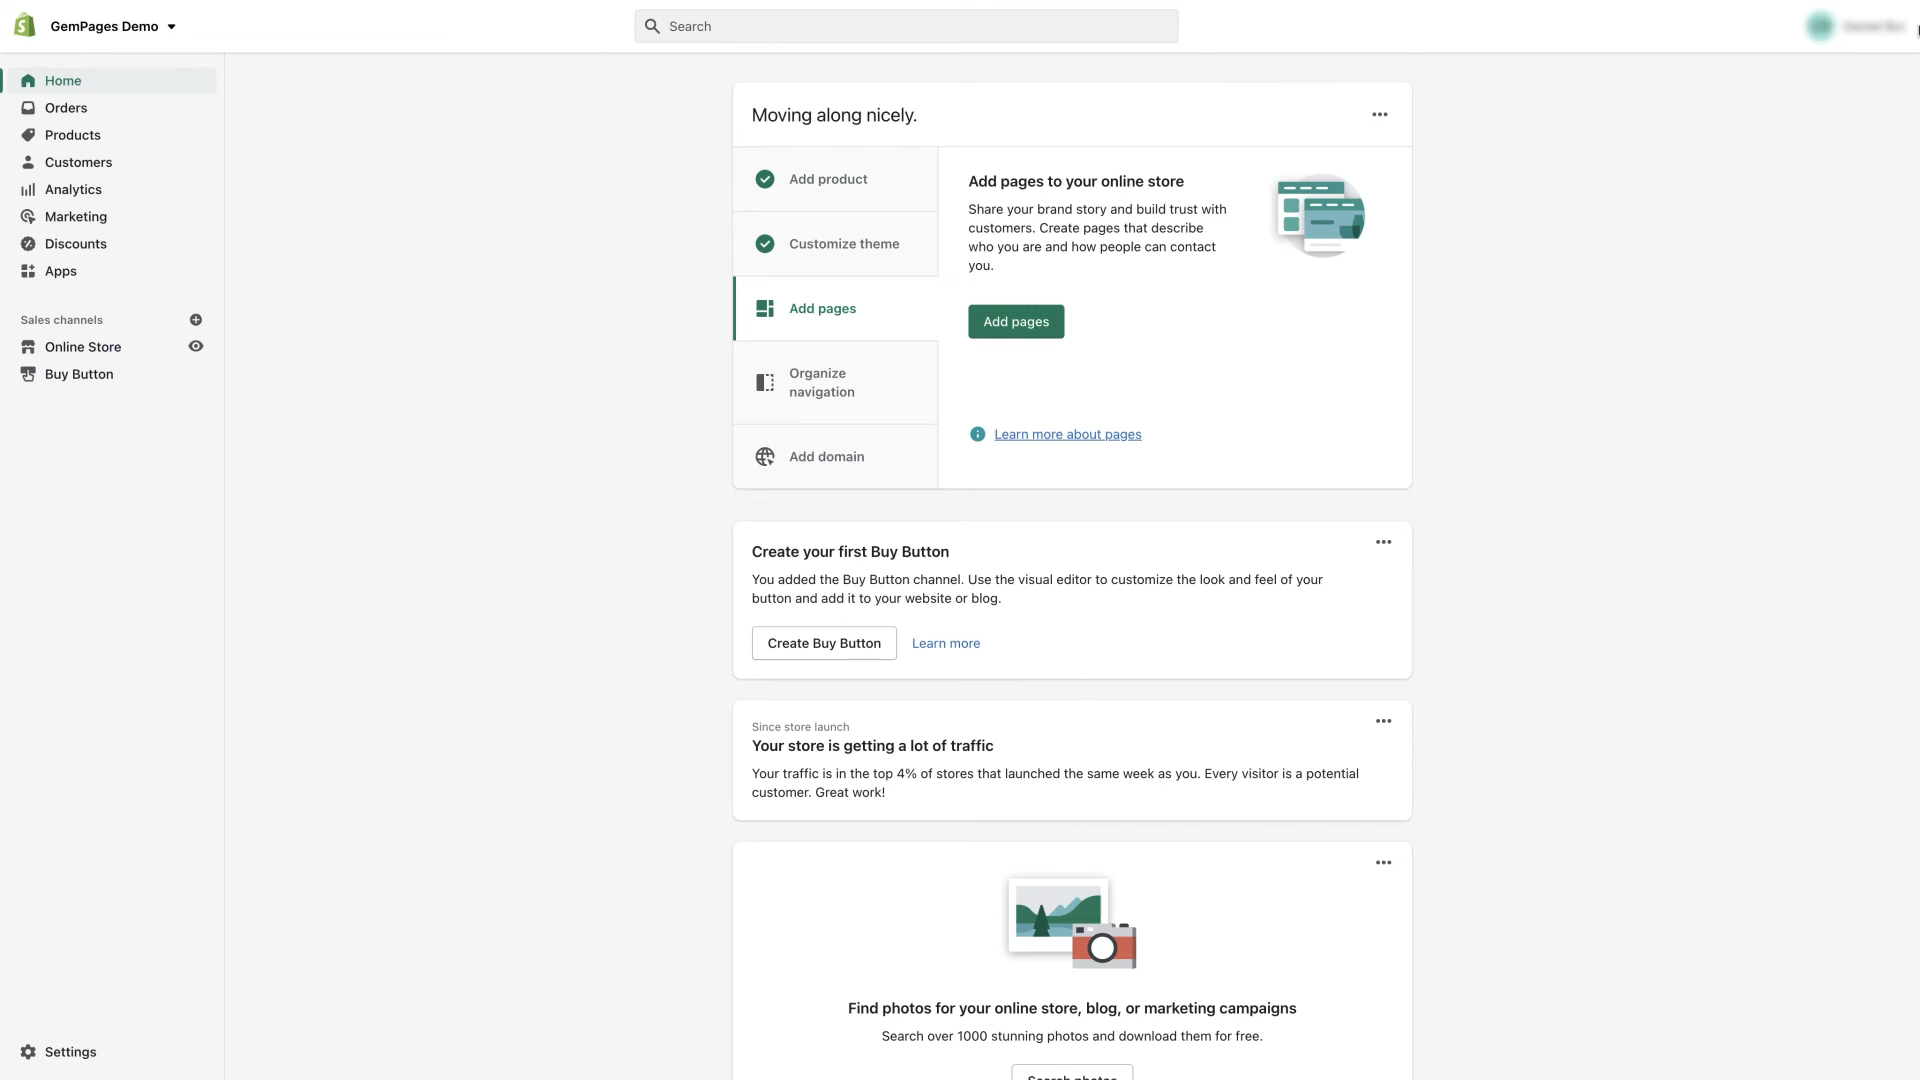 GemPages Demo
Search
Home
Orders
Products
Customers
Analytics
Marketing
Discounts
Apps
Sales channels
Online Store
Buy Button
Settings
Moving along nicely.
Add product
Customize theme
Add pages
Organize
navigation
Add domain
Add pages to your online store
Share your brand story and build trust with
customers. Create pages that describe
who you are and how people can contact
you.
Add pages
Learn more about pages
Create your first Buy Button
You added the Buy Button channel. Use the visual editor to customize the look and feel of your
button and add it to your website or blog.
Create Buy Button
Learn more
Since store launch
Your store is getting a lot of traffic
Your traffic is in the top 4% of stores that launched the same week as you. Every visitor is a potential
customer. Great work!
Find photos for your online store, blog, or marketing campaigns
Search over 1000 stunning photos and download them for free.
Search photos